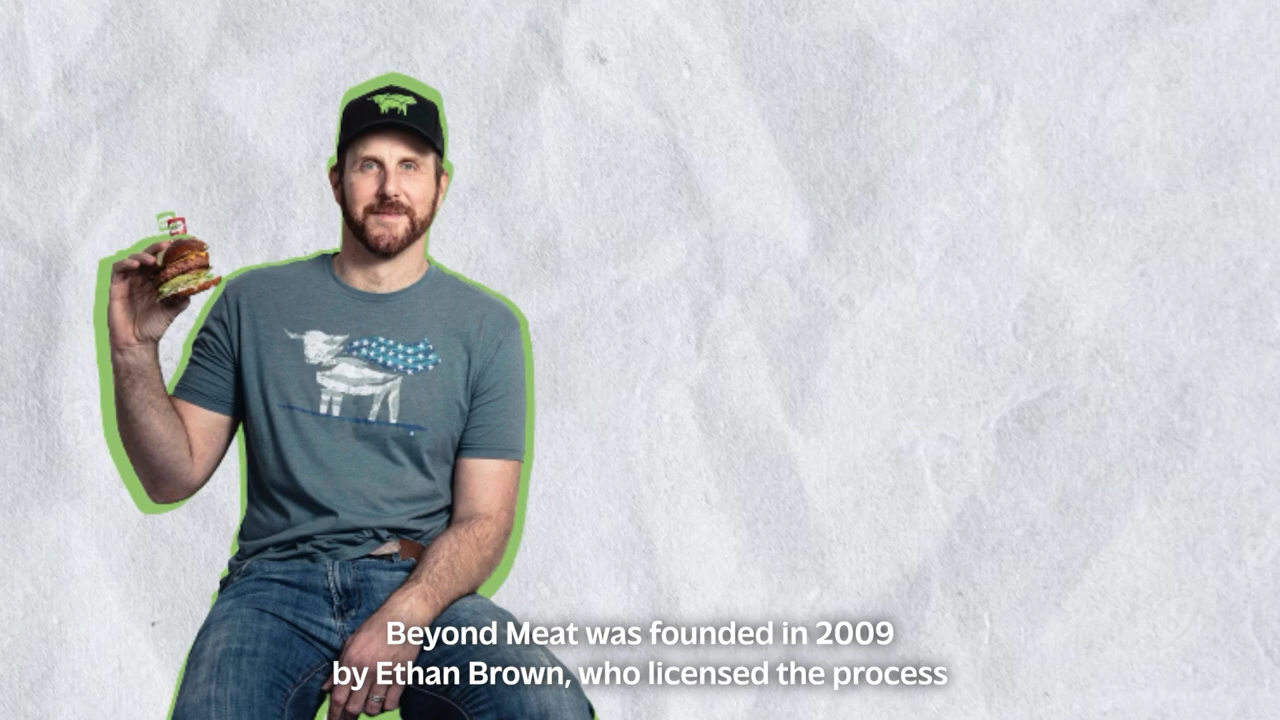 Beyond Meat was founded in 2009
by Ethan Brown, who licensed the process